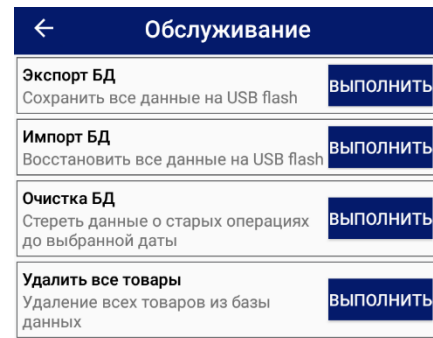 Обслуживание
Экспорт БД
Сохранить все данные на USB flash
ВЫПОЛНИТЬ
Импорт БД
Восстановить все данные на USB flash
ВЫПОЛНИТЬ
Очистка БД
Стереть данные о старых операциях
до выбранной даты
ВЫПОЛНИТЬ
Удалить все товары
Удаление всех товаров из базы
данных
ВЫПОЛНИТЬ